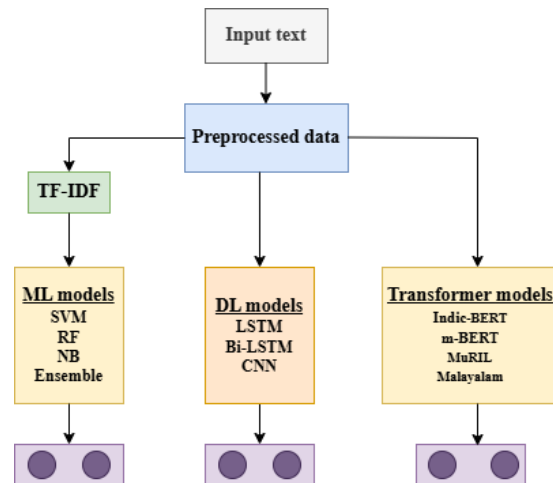 Input text
Preprocessed data
TF-IDF
ML models
SVM
RF
NB
Ensemble
DL models
LSTM
Bi-LSTM
CNN
Transformer models
Indic-BERT
m-BERT
MuRIL
Malayalam